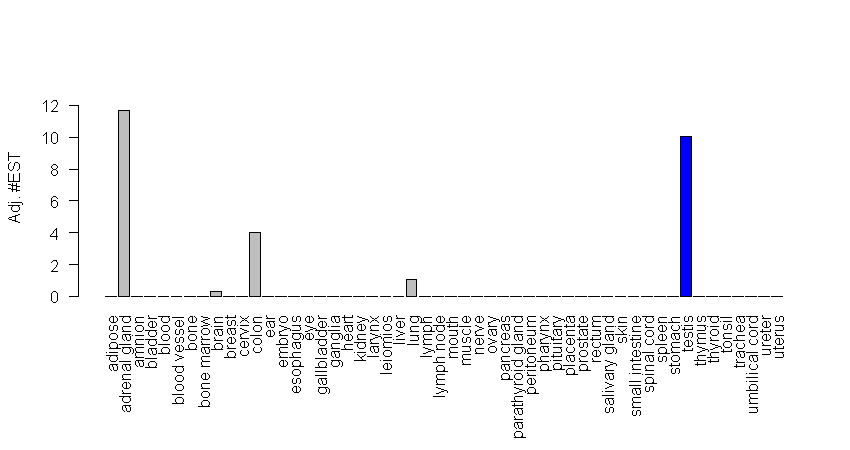 Adj. #EST
12
10
8
6
4
2
0
adipose
adrenal gland
amnion
bladder
blood
blood vessel
bone
bone marrow
brain
breast
cervix
colon
ear
embryo
esophagus
eye
gallbladder
ganglia
heart
kidney
larynx
leiomios
liver
lung
lymph
lymph node
mouth
muscle
nerve
ovary
pancreas
parathyroid gland
peritoneum
pharynx
pituitary
placenta
prostate
rectum
salivary gland
skin
small intestine
spinal cord
spleen
stomach
testis
thymus
thyroid
tonsil
trachea
umbilical cord
ureter
uterus